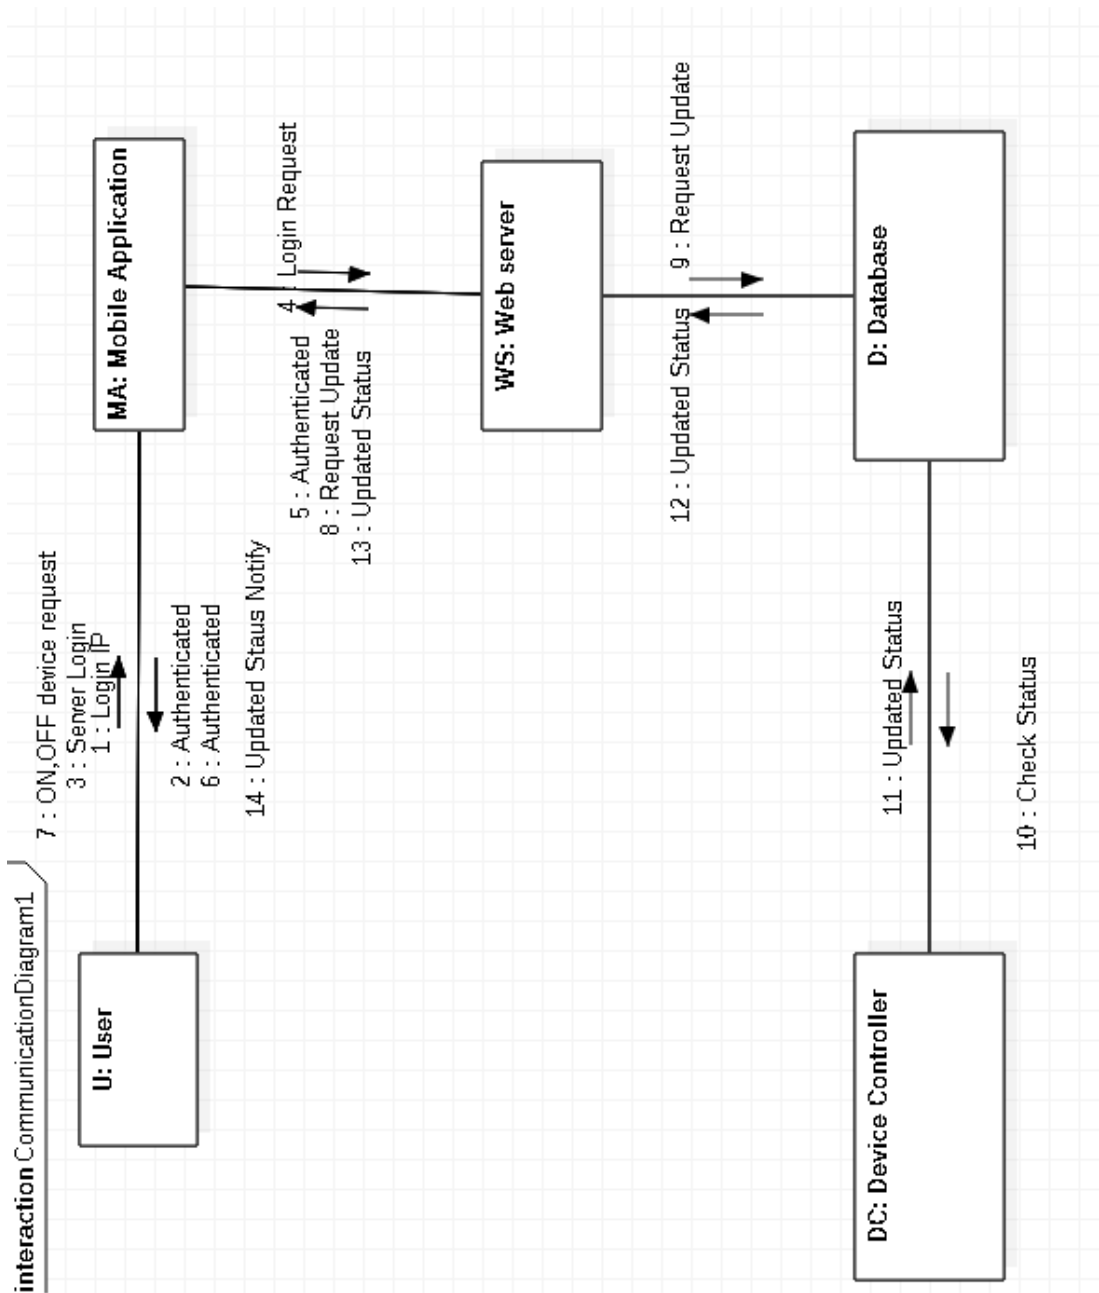 interaction CommunicationDiagram1
U: User
7 : ON,OFF device request
3 : Server Login
1 : Login IP
2 : Authenticated
6 : Authenticated
14 : Updated Staus Notify
MA: Mobile Application
4 : Login Request
5 : Authenticated
8 : Request Update
13 : Updated Status
WS: Web server
9 : Request Update
12 : Updated Status
D: Database
11 : Updated Status
10 : Check Status
DC: Device Controller